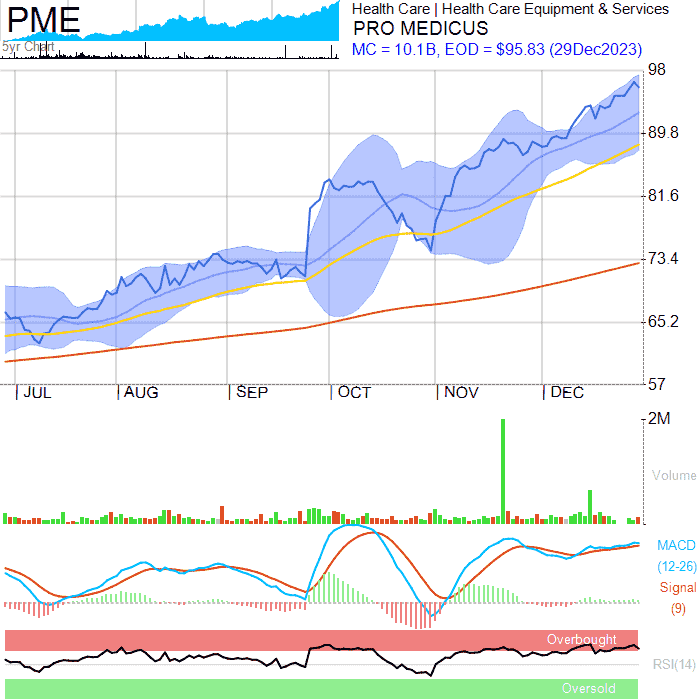 PME
5yr Chart
Health Care | Health Care Equipment & Services
PRO MEDICUS
MC = 10.1B, EOD = $95.83 (29Dec2023)
98
89.8
81.6
73.4
65.2
57
JUL
AUG
SEP
OCT
NOV
DEC
2M
Volume
MACD
(12-26)
Signal
(9)
Overbought
RSI(14)
Oversold